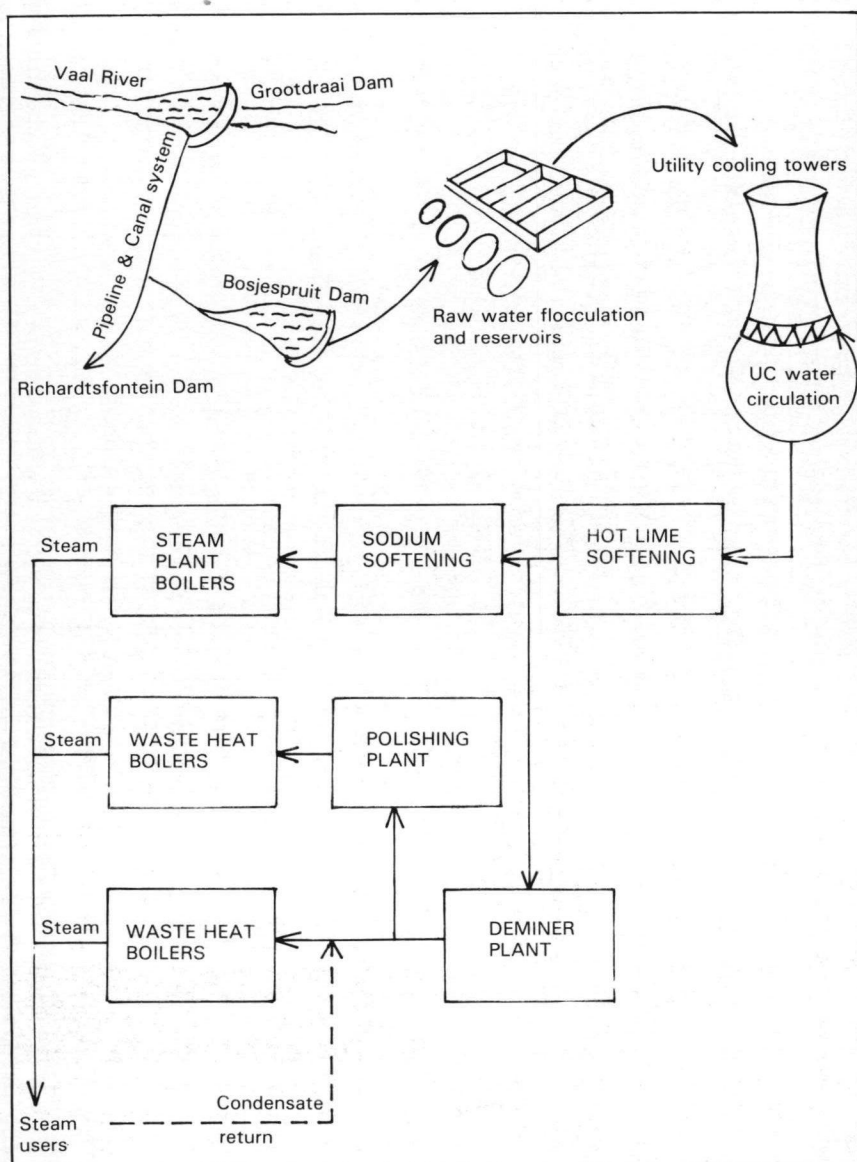 Vaal River
Grootdraai Dam
Pipeline & Canal system
Utility cooling towers
Bosjespruit Dam
Raw water flocculation
and reservoirs
Richardtsfontein Dam
UC water
circulation
Steam
STEAM
PLANT
BOILERS
SODIUM
SOFTENING
HOT LIME
SOFTENING
Steam
WASTE HEAT
BOILERS
POLISHING
PLANT
Steam
WASTE HEAT
BOILERS
DEMINER
PLANT
Condensate
return
Steam
users